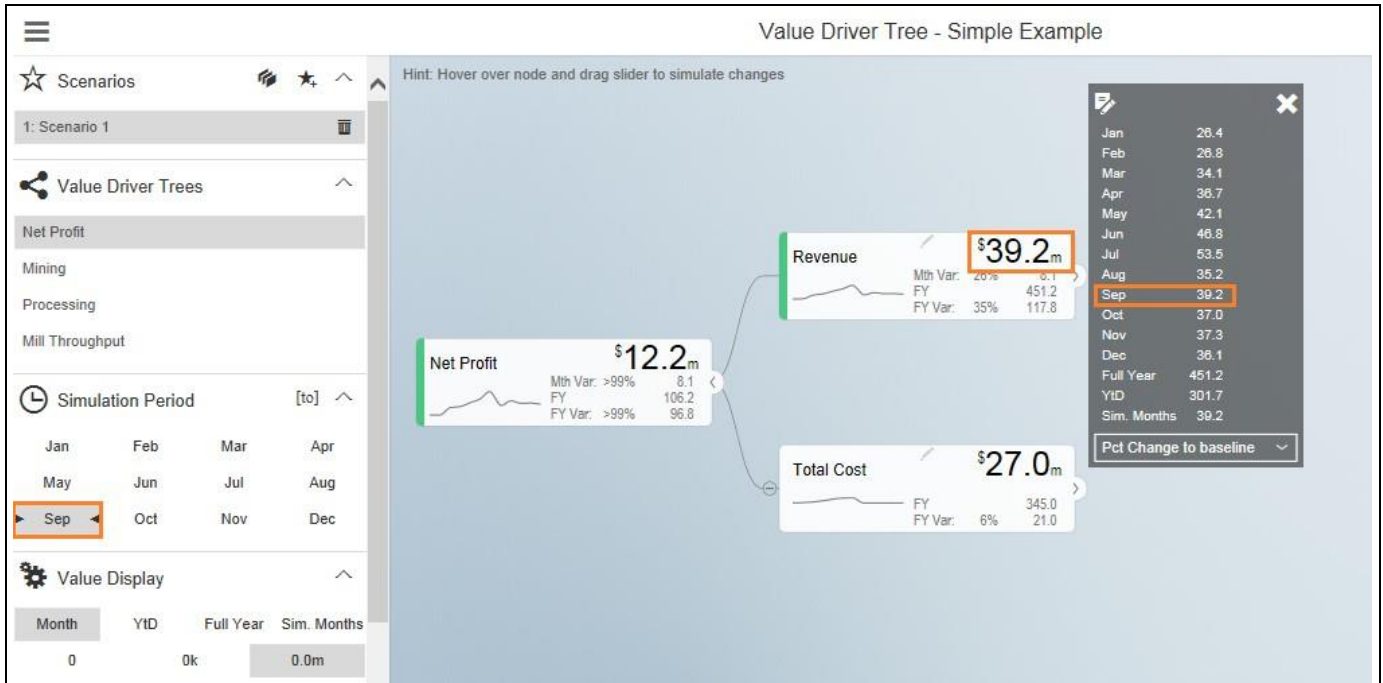 Value Driver Tree - Simple Example
Scenarios
1: Scenario 1
Value Driver Trees
Net Profit
Mining
Processing
Mill Throughput
Simulation Period [to]
Jan Feb Mar Apr
May Jun Jul Aug
Sep Oct Nov Dec
Value Display
Month YtD Full Year Sim. Months
0 0k 0.0m
Hint: Hover over node and drag slider to simulate changes
Net Profit $12.2m
Mth Var: >99% 8.1
FY 106.2
FY Var: >99% 96.8
Revenue $39.2m
Mth Var: 26% 8.1
FY 451.2
FY Var: 35% 117.8
Total Cost $27.0m
FY 345.0
FY Var: 6% 21.0
Jan 26.4
Feb 26.8
Mar 34.1
Apr 36.7
May 42.1
Jun 46.8
Jul 53.5
Aug 35.2
Sep 39.2
Oct 37.0
Nov 37.3
Dec 36.1
Full Year 451.2
YtD 301.7
Sim. Months 39.2
Pct Change to baseline